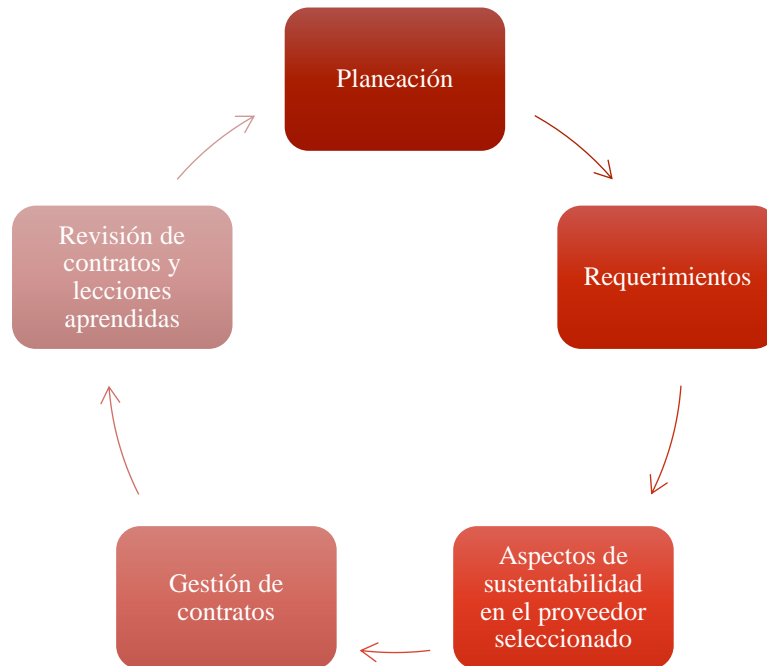 Planeación
Requerimientos
Aspectos de
sustentabilidad
en el proveedor
seleccionado
Gestión de
contratos
Revisión de
contratos y
lecciones
aprendidas